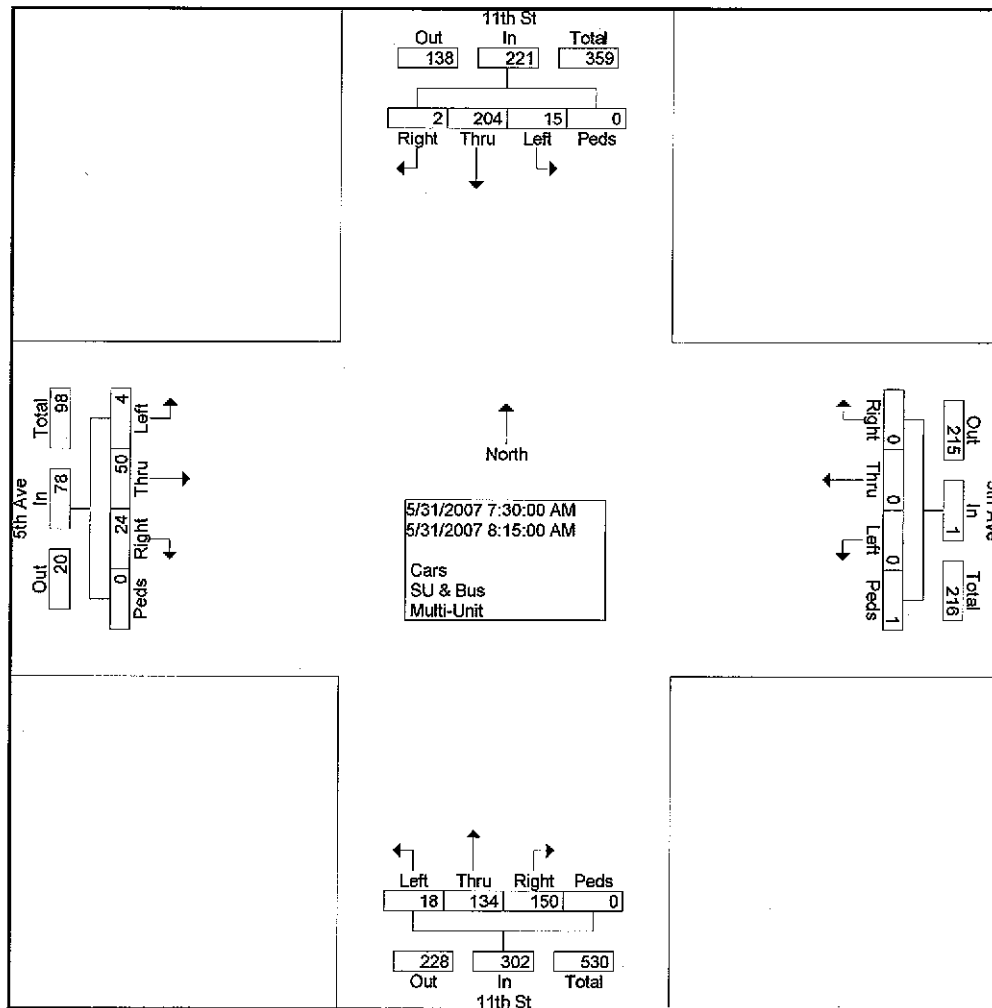 11th St
Out In Total
138 221 359
2 204 15 0
Right Thru Left Peds
Total 98 In 78 Out 20
5th Ave
4 50 24 0
Left Thru Right Peds
North
5/31/2007 7:30:00 AM
5/31/2007 8:15:00 AM
Cars
SU & Bus
Multi-Unit
Right Thru Left Peds
0 0 0 1
Out 215 In 1 Total 216
Left Thru Right Peds
18 134 150 0
228 302 530
Out In Total
11th St